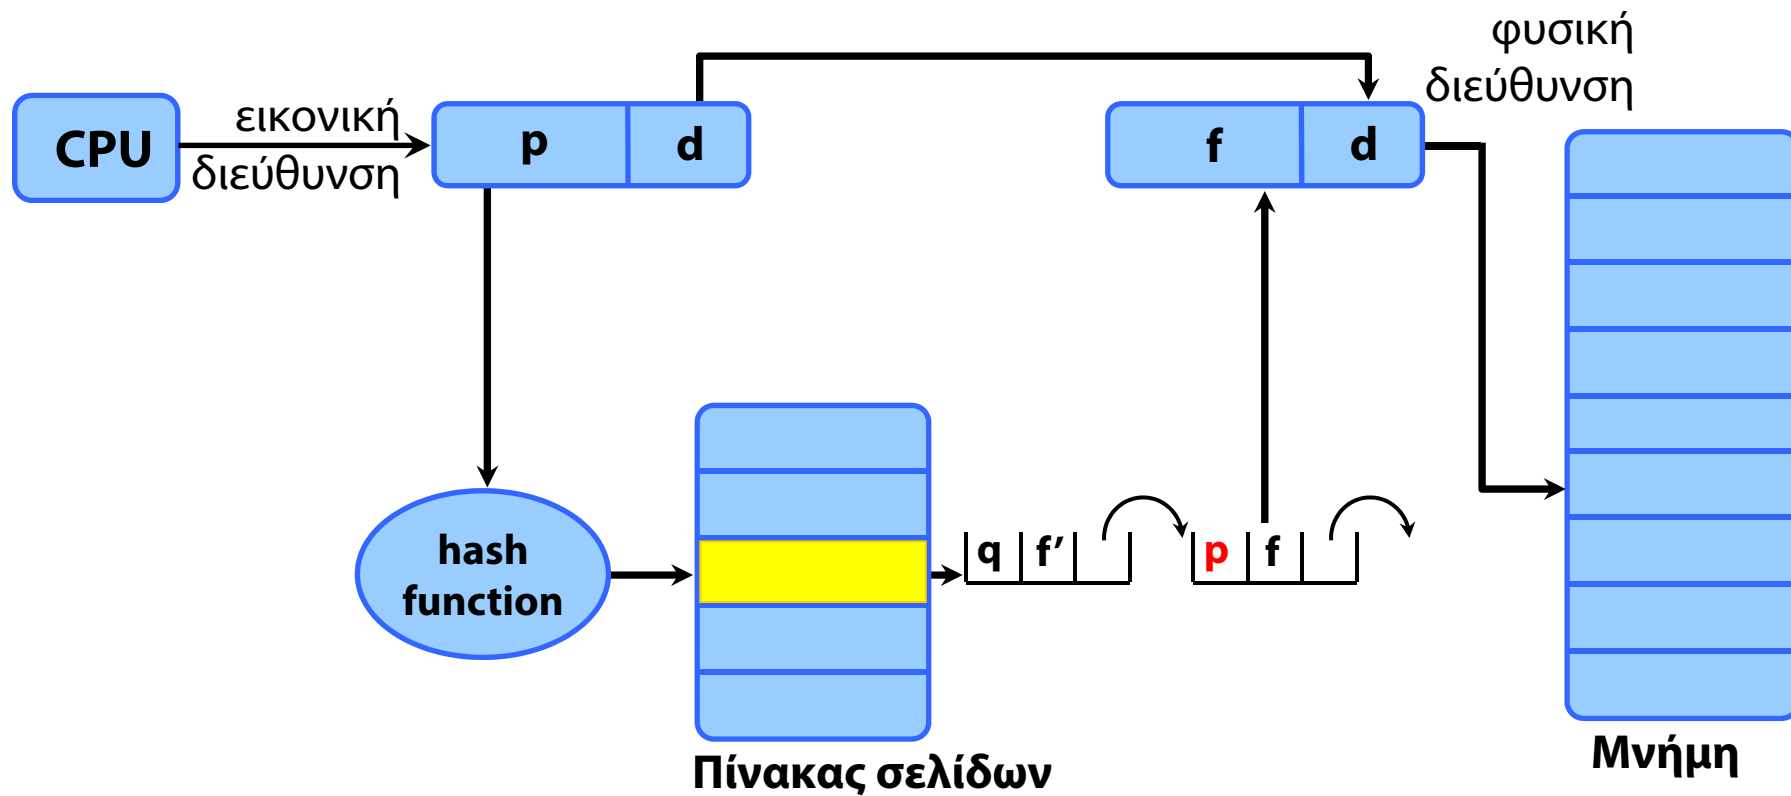 φυσική
διεύθυνση
CPU
εικονική
διεύθυνση
p d
f d
hash
function
q f′
p f
Πίνακας σελίδων
Μνήμη